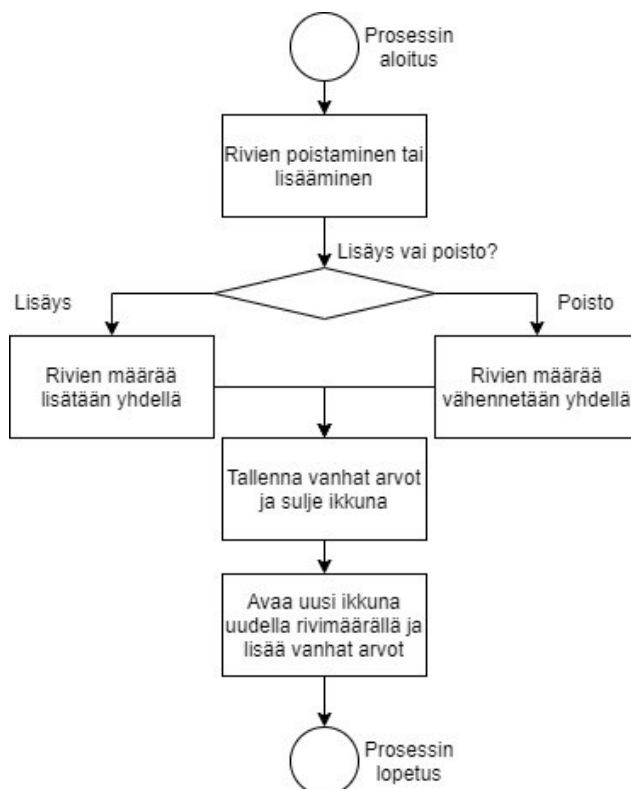 Prosessin
aloitus
Rivien poistaminen tai
lisääminen
Lisäys vai poisto?
Lisäys
Poisto
Rivien määrää
lisätään yhdellä
Rivien määrää
vähennetään yhdellä
Tallenna vanhat arvot
ja sulje ikkuna
Avaa uusi ikkuna
uudella rivimäärällä ja
lisää vanhat arvot
Prosessin
lopetus